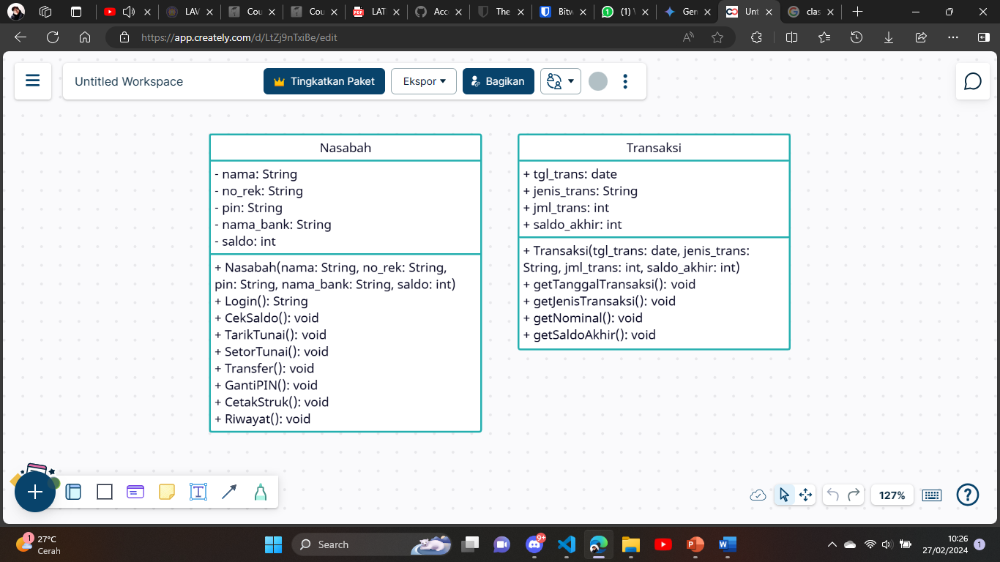 LAV
Cou
Cou
LATI
Acc
The
Bitw
(1) \
Gen
Unt
clas
https://app.creately.com/d/LtZj9nTxiBe/edit
Untitled Workspace
Tingkatkan Paket
Ekspor
Bagikan
Nasabah
- nama: String
- no_rek: String
- pin: String
- nama_bank: String
- saldo: int
+ Nasabah(nama: String, no_rek: String,
pin: String, nama_bank: String, saldo: int)
+ Login(): String
+ CekSaldo(): void
+ TarikTunai(): void
+ SetorTunai(): void
+ Transfer(): void
+ GantiPIN(): void
+ CetakStruk(): void
+ Riwayat(): void
Transaksi
+ tgl_trans: date
+ jenis_trans: String
+ jml_trans: int
+ saldo_akhir: int
+ Transaksi(tgl_trans: date, jenis_trans:
String, jml_trans: int, saldo_akhir: int)
+ getTanggalTransaksi(): void
+ getJenisTransaksi(): void
+ getNominal(): void
+ getSaldoAkhir(): void
127%
1
27°C
Cerah
Search
9+
10:26
27/02/2024
1